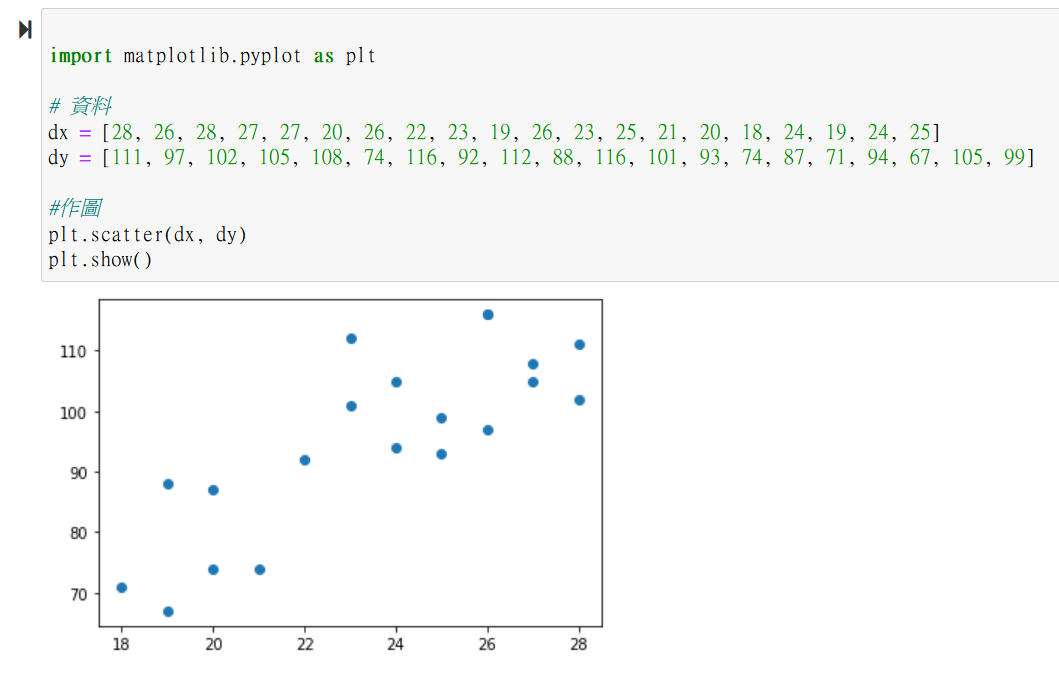 import matplotlib.pyplot as plt
# 資料
dx = [28, 26, 28, 27, 27, 20, 26, 22, 23, 19, 26, 23, 25, 21, 20, 18, 24, 19, 24, 25]
dy = [111, 97, 102, 105, 108, 74, 116, 92, 112, 88, 116, 101, 93, 74, 87, 71, 94, 67, 105, 99]
#作圖
plt.scatter(dx, dy)
plt.show()
110
100
90
80
70
18 20 22 24 26 28